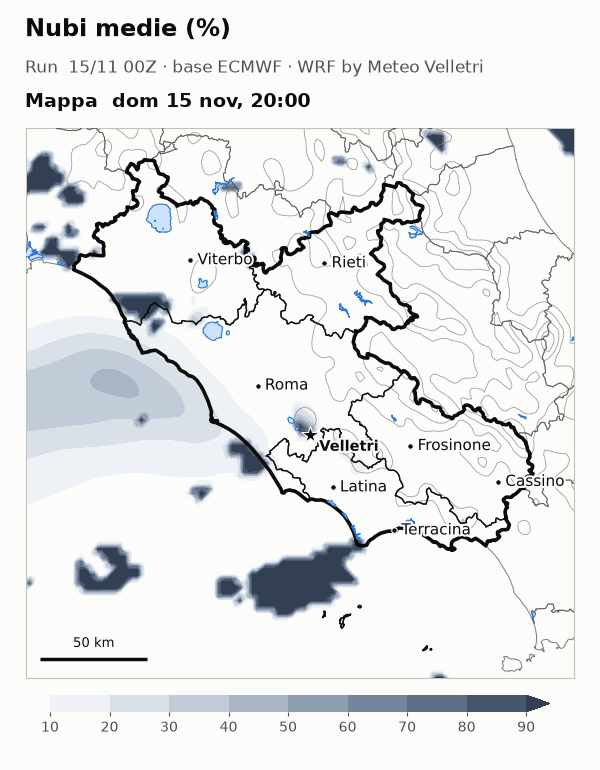 Nubi medie (%)
Run  15/11 00Z · base ECMWF · WRF by Meteo Velletri
Mappa  dom 15 nov, 20:00
Viterbo
Rieti
Roma
Velletri
Frosinone
Cassino
Latina
Terracina
50 km
10 20 30 40 50 60 70 80 90